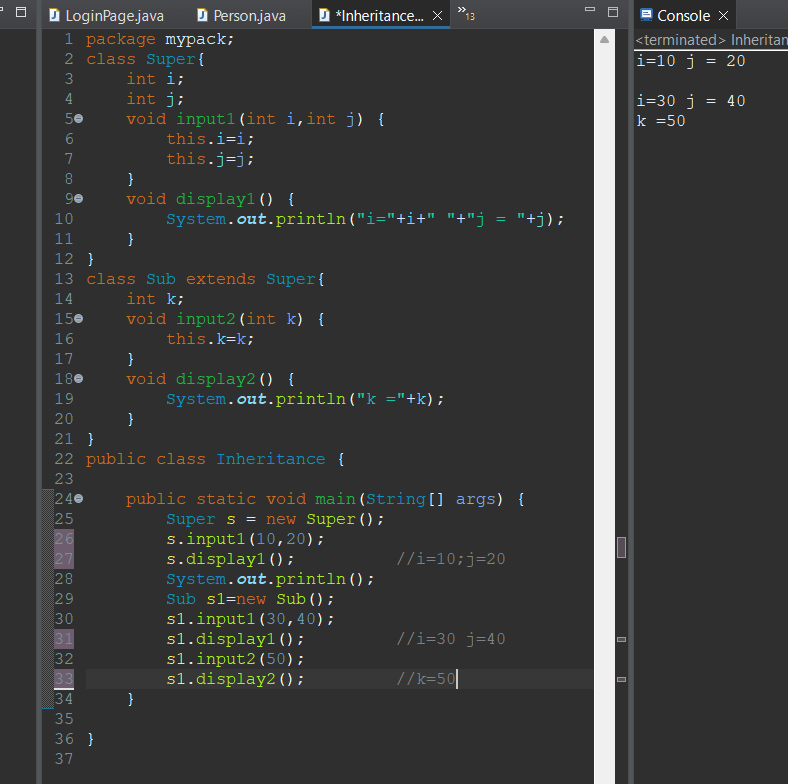 LoginPage.java Person.java *Inheritance... 13
1 package mypack;
2 class Super{
3 int i;
4 int j;
5 void input1(int i,int j) {
6 this.i=i;
7 this.j=j;
8 }
9 void display1() {
10 System.out.println("i="+i+" "+"j = "+j);
11 }
12 }
13 class Sub extends Super{
14 int k;
15 void input2(int k) {
16 this.k=k;
17 }
18 void display2() {
19 System.out.println("k ="+k);
20 }
21 }
22 public class Inheritance {
23
24 public static void main(String[] args) {
25 Super s = new Super();
26 s.input1(10,20);
27 s.display1(); //i=10;j=20
28 System.out.println();
29 Sub s1=new Sub();
30 s1.input1(30,40);
31 s1.display1(); //i=30 j=40
32 s1.input2(50);
33 s1.display2(); //k=50
34 }
35
36 }
37
Console
<terminated> Inheritan
i=10 j = 20
i=30 j = 40
k =50